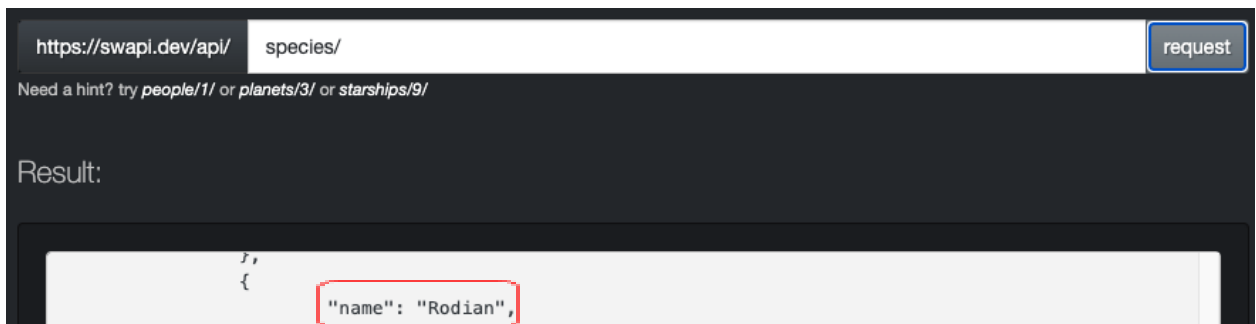 https://swapi.dev/api/ species/ request
Need a hint? try people/1/ or planets/3/ or starships/9/
Result:
},
{
"name": "Rodian",